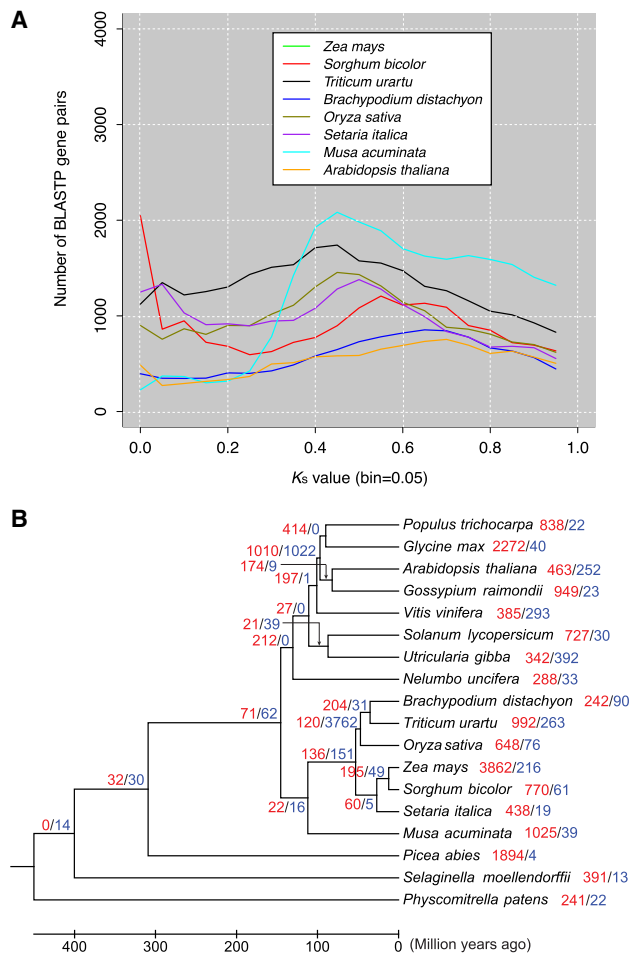 A
4000
3000
2000
1000
0
Number of BLASTP gene pairs
Zea mays
Sorghum bicolor
Triticum urartu
Brachypodium distachyon
Oryza sativa
Setaria italica
Musa acuminata
Arabidopsis thaliana
0.0 0.2 0.4 0.6 0.8 1.0
Ks value (bin=0.05)
B
414/0
1010/1022
174/9
197/1
27/0
21/39
212/0
71/62
204/31
120/3762
136/151
195/49
60/5
22/16
32/30
0/14
Populus trichocarpa 838/22
Glycine max 2272/40
Arabidopsis thaliana 463/252
Gossypium raimondii 949/23
Vitis vinifera 385/293
Solanum lycopersicum 727/30
Utricularia gibba 342/392
Nelumbo uncifera 288/33
Brachypodium distachyon 242/90
Triticum urartu 992/263
Oryza sativa 648/76
Zea mays 3862/216
Sorghum bicolor 770/61
Setaria italica 438/19
Musa acuminata 1025/39
Picea abies 1894/4
Selaginella moellendorffii 391/13
Physcomitrella patens 241/22
400 300 200 100 0 (Million years ago)